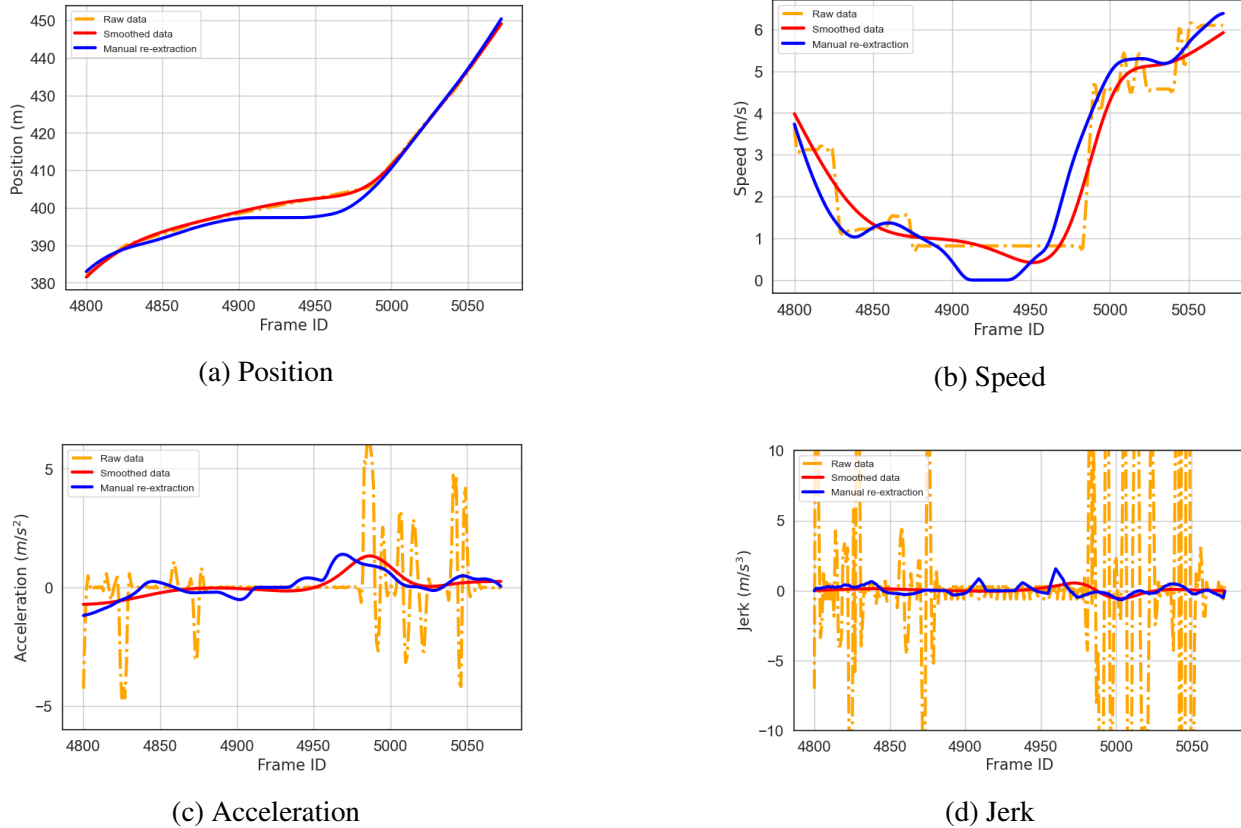 450
440
430
420
410
400
390
380
Position (m)
Raw data
Smoothed data
Manual re-extraction
4800 4850 4900 4950 5000 5050
Frame ID
(a) Position
6
5
4
3
2
1
0
Speed (m/s)
Raw data
Smoothed data
Manual re-extraction
4800 4850 4900 4950 5000 5050
Frame ID
(b) Speed
5
0
−5
Acceleration (m/s²)
Raw data
Smoothed data
Manual re-extraction
4800 4850 4900 4950 5000 5050
Frame ID
(c) Acceleration
10
5
0
−5
−10
Jerk (m/s³)
Raw data
Smoothed data
Manual re-extraction
4800 4850 4900 4950 5000 5050
Frame ID
(d) Jerk